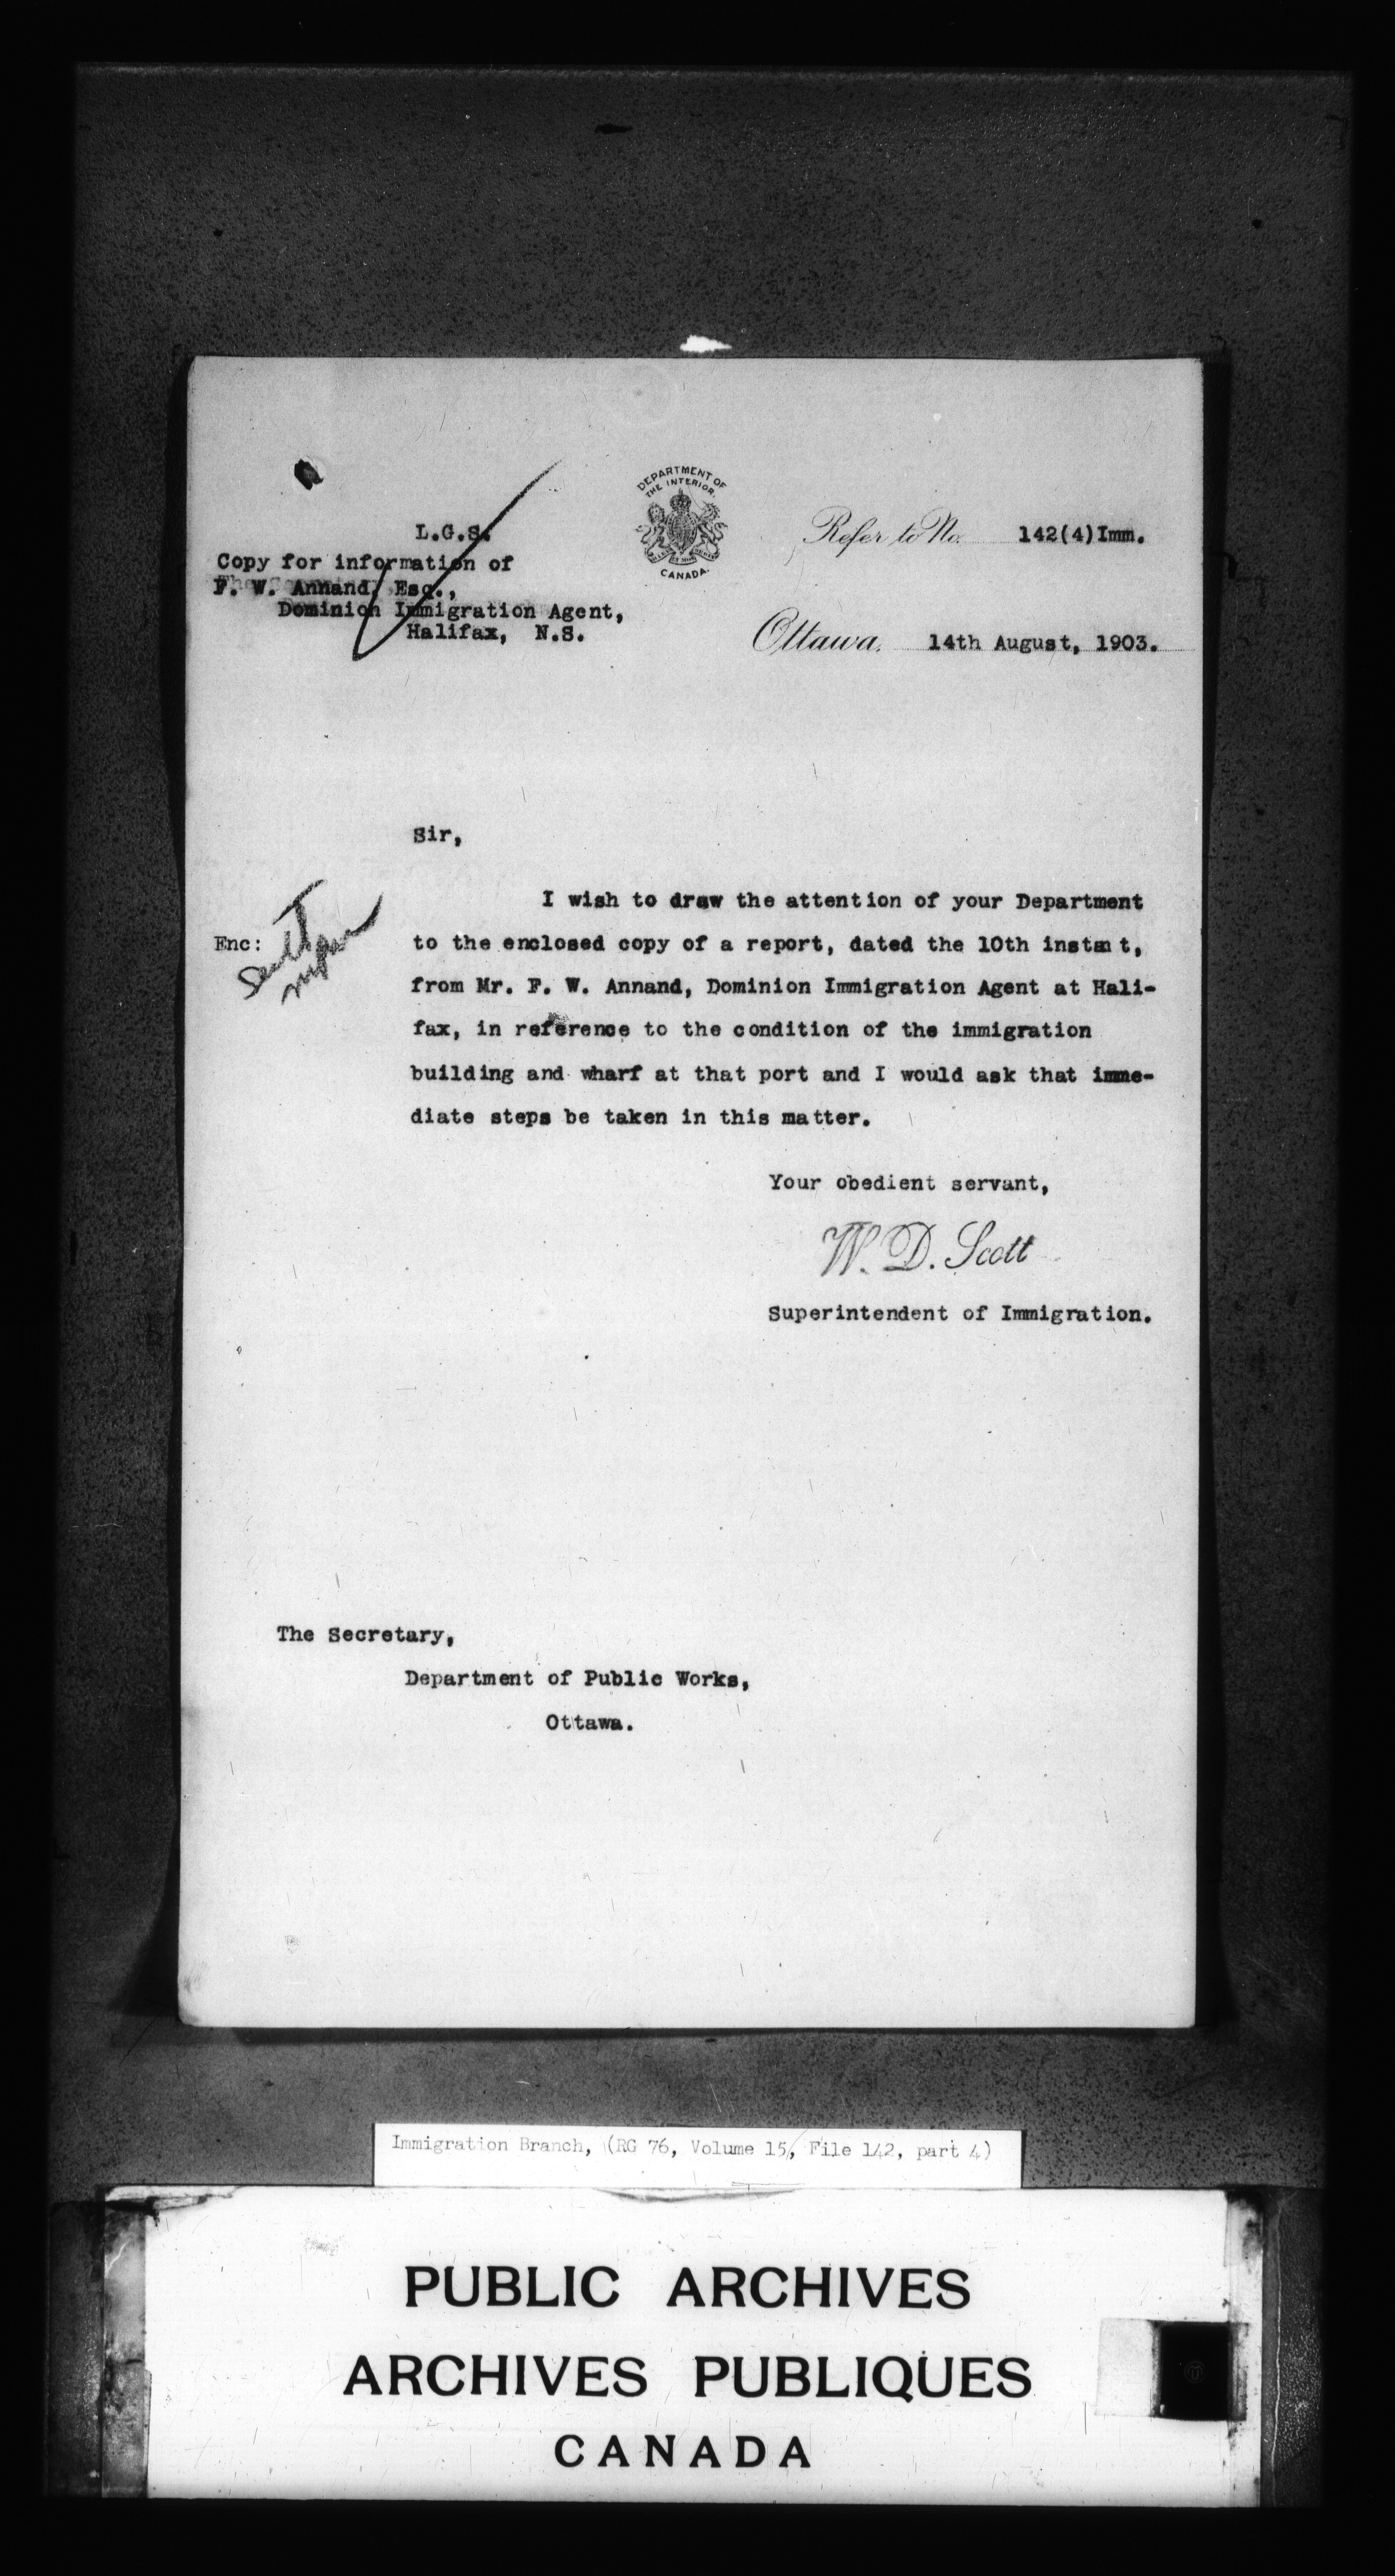 L.G.S.
Copy for information of
F. W. Annand, Esq.,
Dominion Immigration Agent,
Halifax, N.S.
DEPARTMENT OF
THE INTERIOR.
CANADA.
Refer to No. 142(4)Imm.
Ottawa, 14th August, 1903.
Sir,
I wish to draw the attention of your Department
Enc:
to the enclosed copy of a report, dated the 10th instant,
from Mr. F. W. Annand, Dominion Immigration Agent at Hali-
fax, in reference to the condition of the immigration
building and wharf at that port and I would ask that imme-
diate steps be taken in this matter.
Your obedient servant,
W. D. Scott
Superintendent of Immigration.
The Secretary,
Department of Public Works,
Ottawa.
Immigration Branch, (RG 76, Volume 15, File 142, part 4)
PUBLIC ARCHIVES
ARCHIVES PUBLIQUES
CANADA